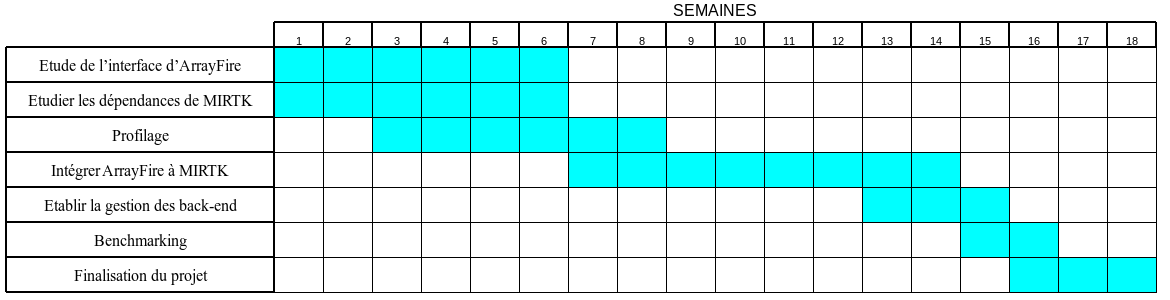 SEMAINES
1 2 3 4 5 6 7 8 9 10 11 12 13 14 15 16 17 18
Etude de l’interface d’ArrayFire
Etudier les dépendances de MIRTK
Profilage
Intégrer ArrayFire à MIRTK
Etablir la gestion des back-end
Benchmarking
Finalisation du projet